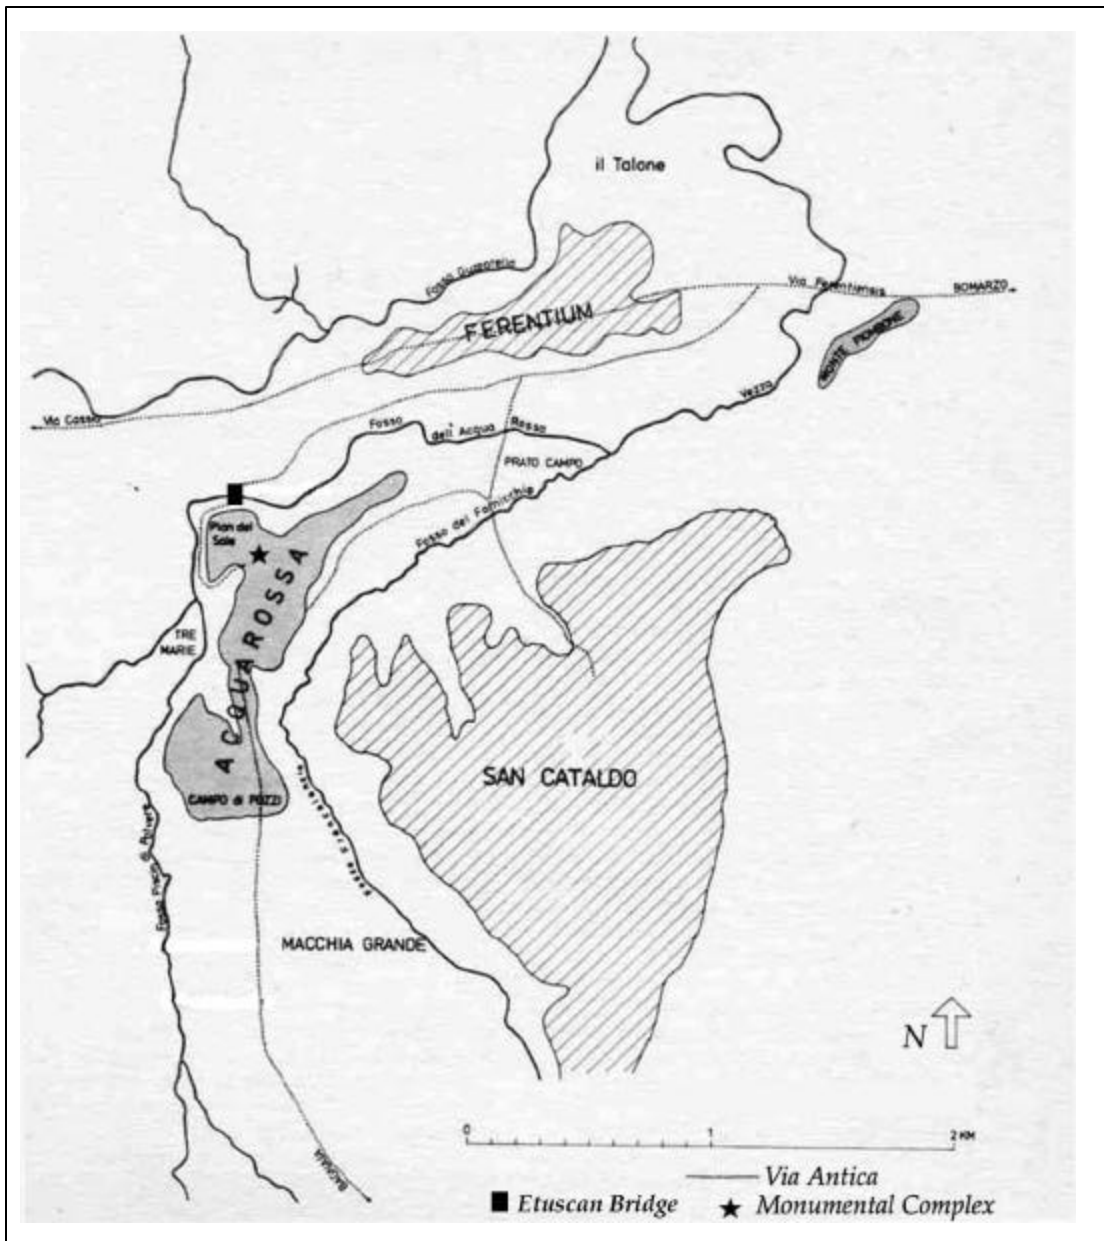 il Talone
Fosso Guzzarella
Via Ferentiensis
BOMARZO
FERENTIUM
MONTE PIOMBONE
Via Cassia
Vezza
Fosso dell' Acqua Rossa
PRATO CAMPO
Fosso del Fornicchio
Pian del
Sole
ACQUAROSSA
TRE
MARIE
CAMPO di POZZI
SAN CATALDO
MACCHIA GRANDE
BAGNAIA
N
0 1 2 KM
Via Antica
Etuscan Bridge
Monumental Complex